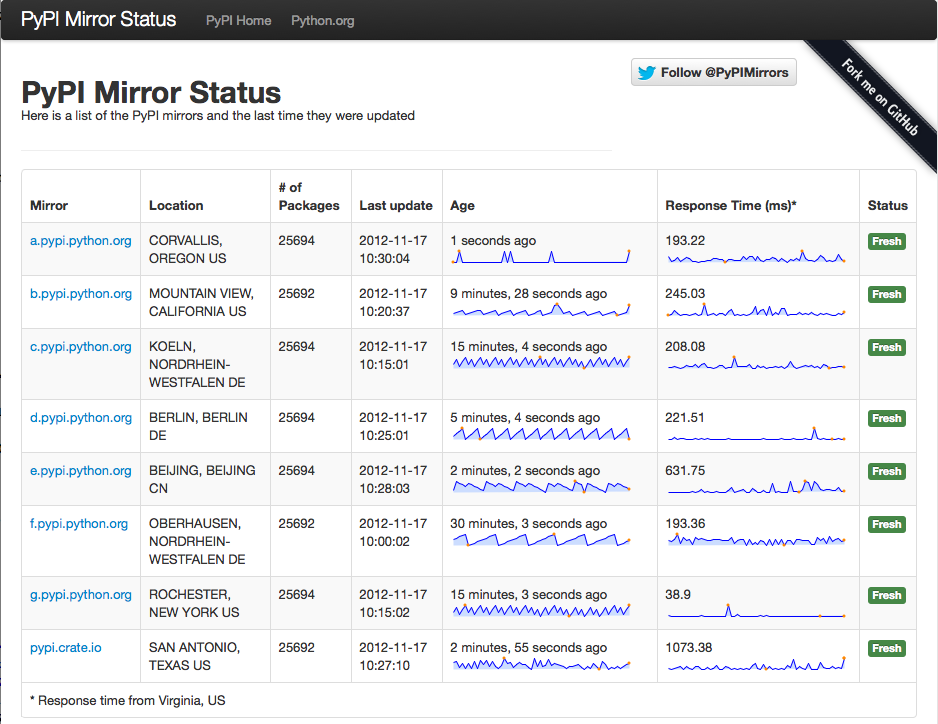 PyPI Mirror Status PyPI Home Python.org
Follow @PyPIMirrors
Fork me on GitHub
PyPI Mirror Status
Here is a list of the PyPI mirrors and the last time they were updated
# of
Mirror Location Packages Last update Age Response Time (ms)* Status
a.pypi.python.org CORVALLIS, 25694 2012-11-17 1 seconds ago 193.22 Fresh
OREGON US 10:30:04
b.pypi.python.org MOUNTAIN VIEW, 25692 2012-11-17 9 minutes, 28 seconds ago 245.03 Fresh
CALIFORNIA US 10:20:37
c.pypi.python.org KOELN, 25694 2012-11-17 15 minutes, 4 seconds ago 208.08 Fresh
NORDRHEIN- 10:15:01
WESTFALEN DE
d.pypi.python.org BERLIN, BERLIN 25694 2012-11-17 5 minutes, 4 seconds ago 221.51 Fresh
DE 10:25:01
e.pypi.python.org BEIJING, BEIJING 25694 2012-11-17 2 minutes, 2 seconds ago 631.75 Fresh
CN 10:28:03
f.pypi.python.org OBERHAUSEN, 25692 2012-11-17 30 minutes, 3 seconds ago 193.36 Fresh
NORDRHEIN- 10:00:02
WESTFALEN DE
g.pypi.python.org ROCHESTER, 25694 2012-11-17 15 minutes, 3 seconds ago 38.9 Fresh
NEW YORK US 10:15:02
pypi.crate.io SAN ANTONIO, 25692 2012-11-17 2 minutes, 55 seconds ago 1073.38 Fresh
TEXAS US 10:27:10
* Response time from Virginia, US